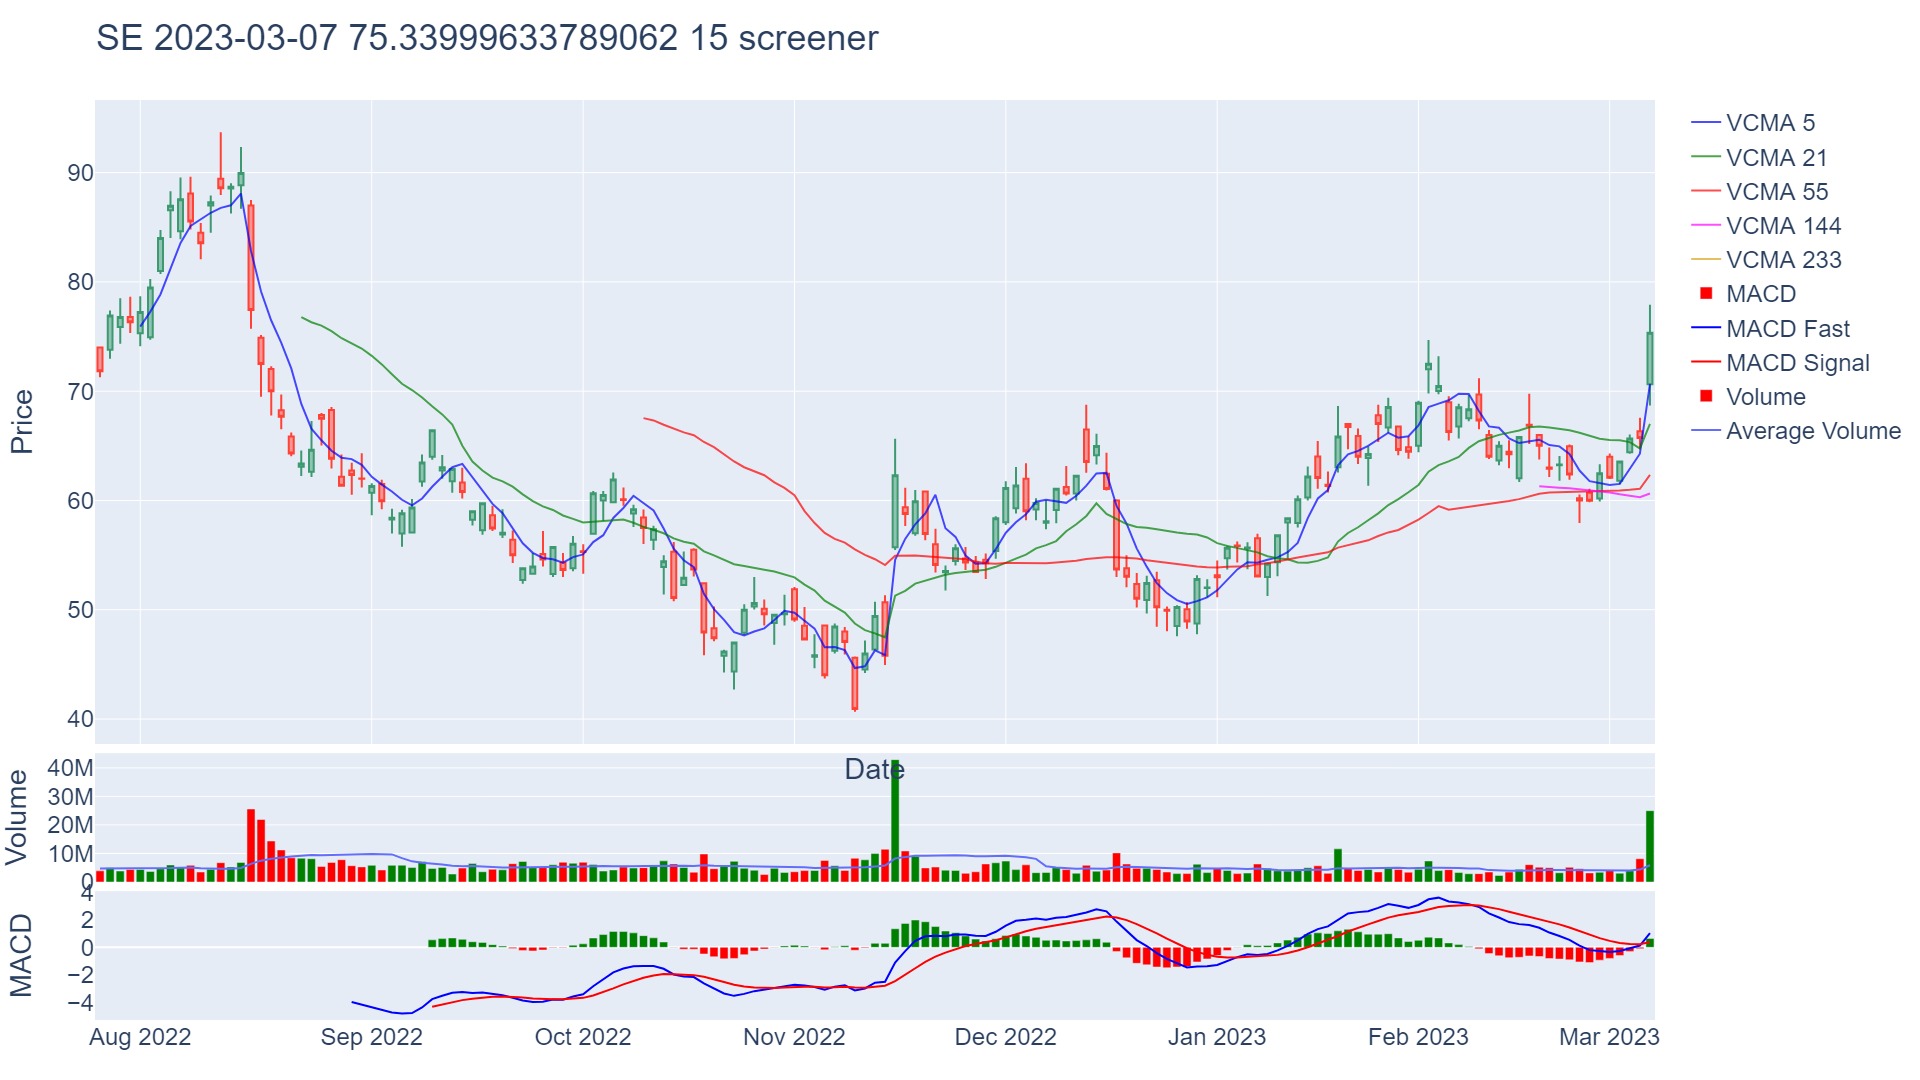 SE 2023-03-07 75.33999633789062 15 screener
Price
90
80
70
60
50
40
VCMA 5
VCMA 21
VCMA 55
VCMA 144
VCMA 233
MACD
MACD Fast
MACD Signal
Volume
Average Volume
Date
Volume
40M
30M
20M
10M
0
MACD
4
2
0
−2
−4
Aug 2022
Sep 2022
Oct 2022
Nov 2022
Dec 2022
Jan 2023
Feb 2023
Mar 2023